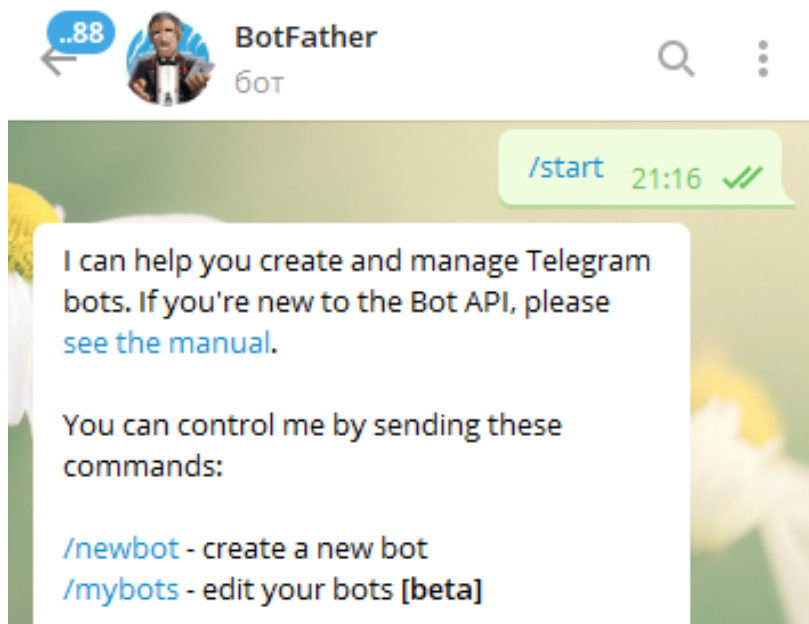 ..88
BotFather
бот
/start 21:16
I can help you create and manage Telegram
bots. If you're new to the Bot API, please
see the manual.
You can control me by sending these
commands:
/newbot - create a new bot
/mybots - edit your bots [beta]